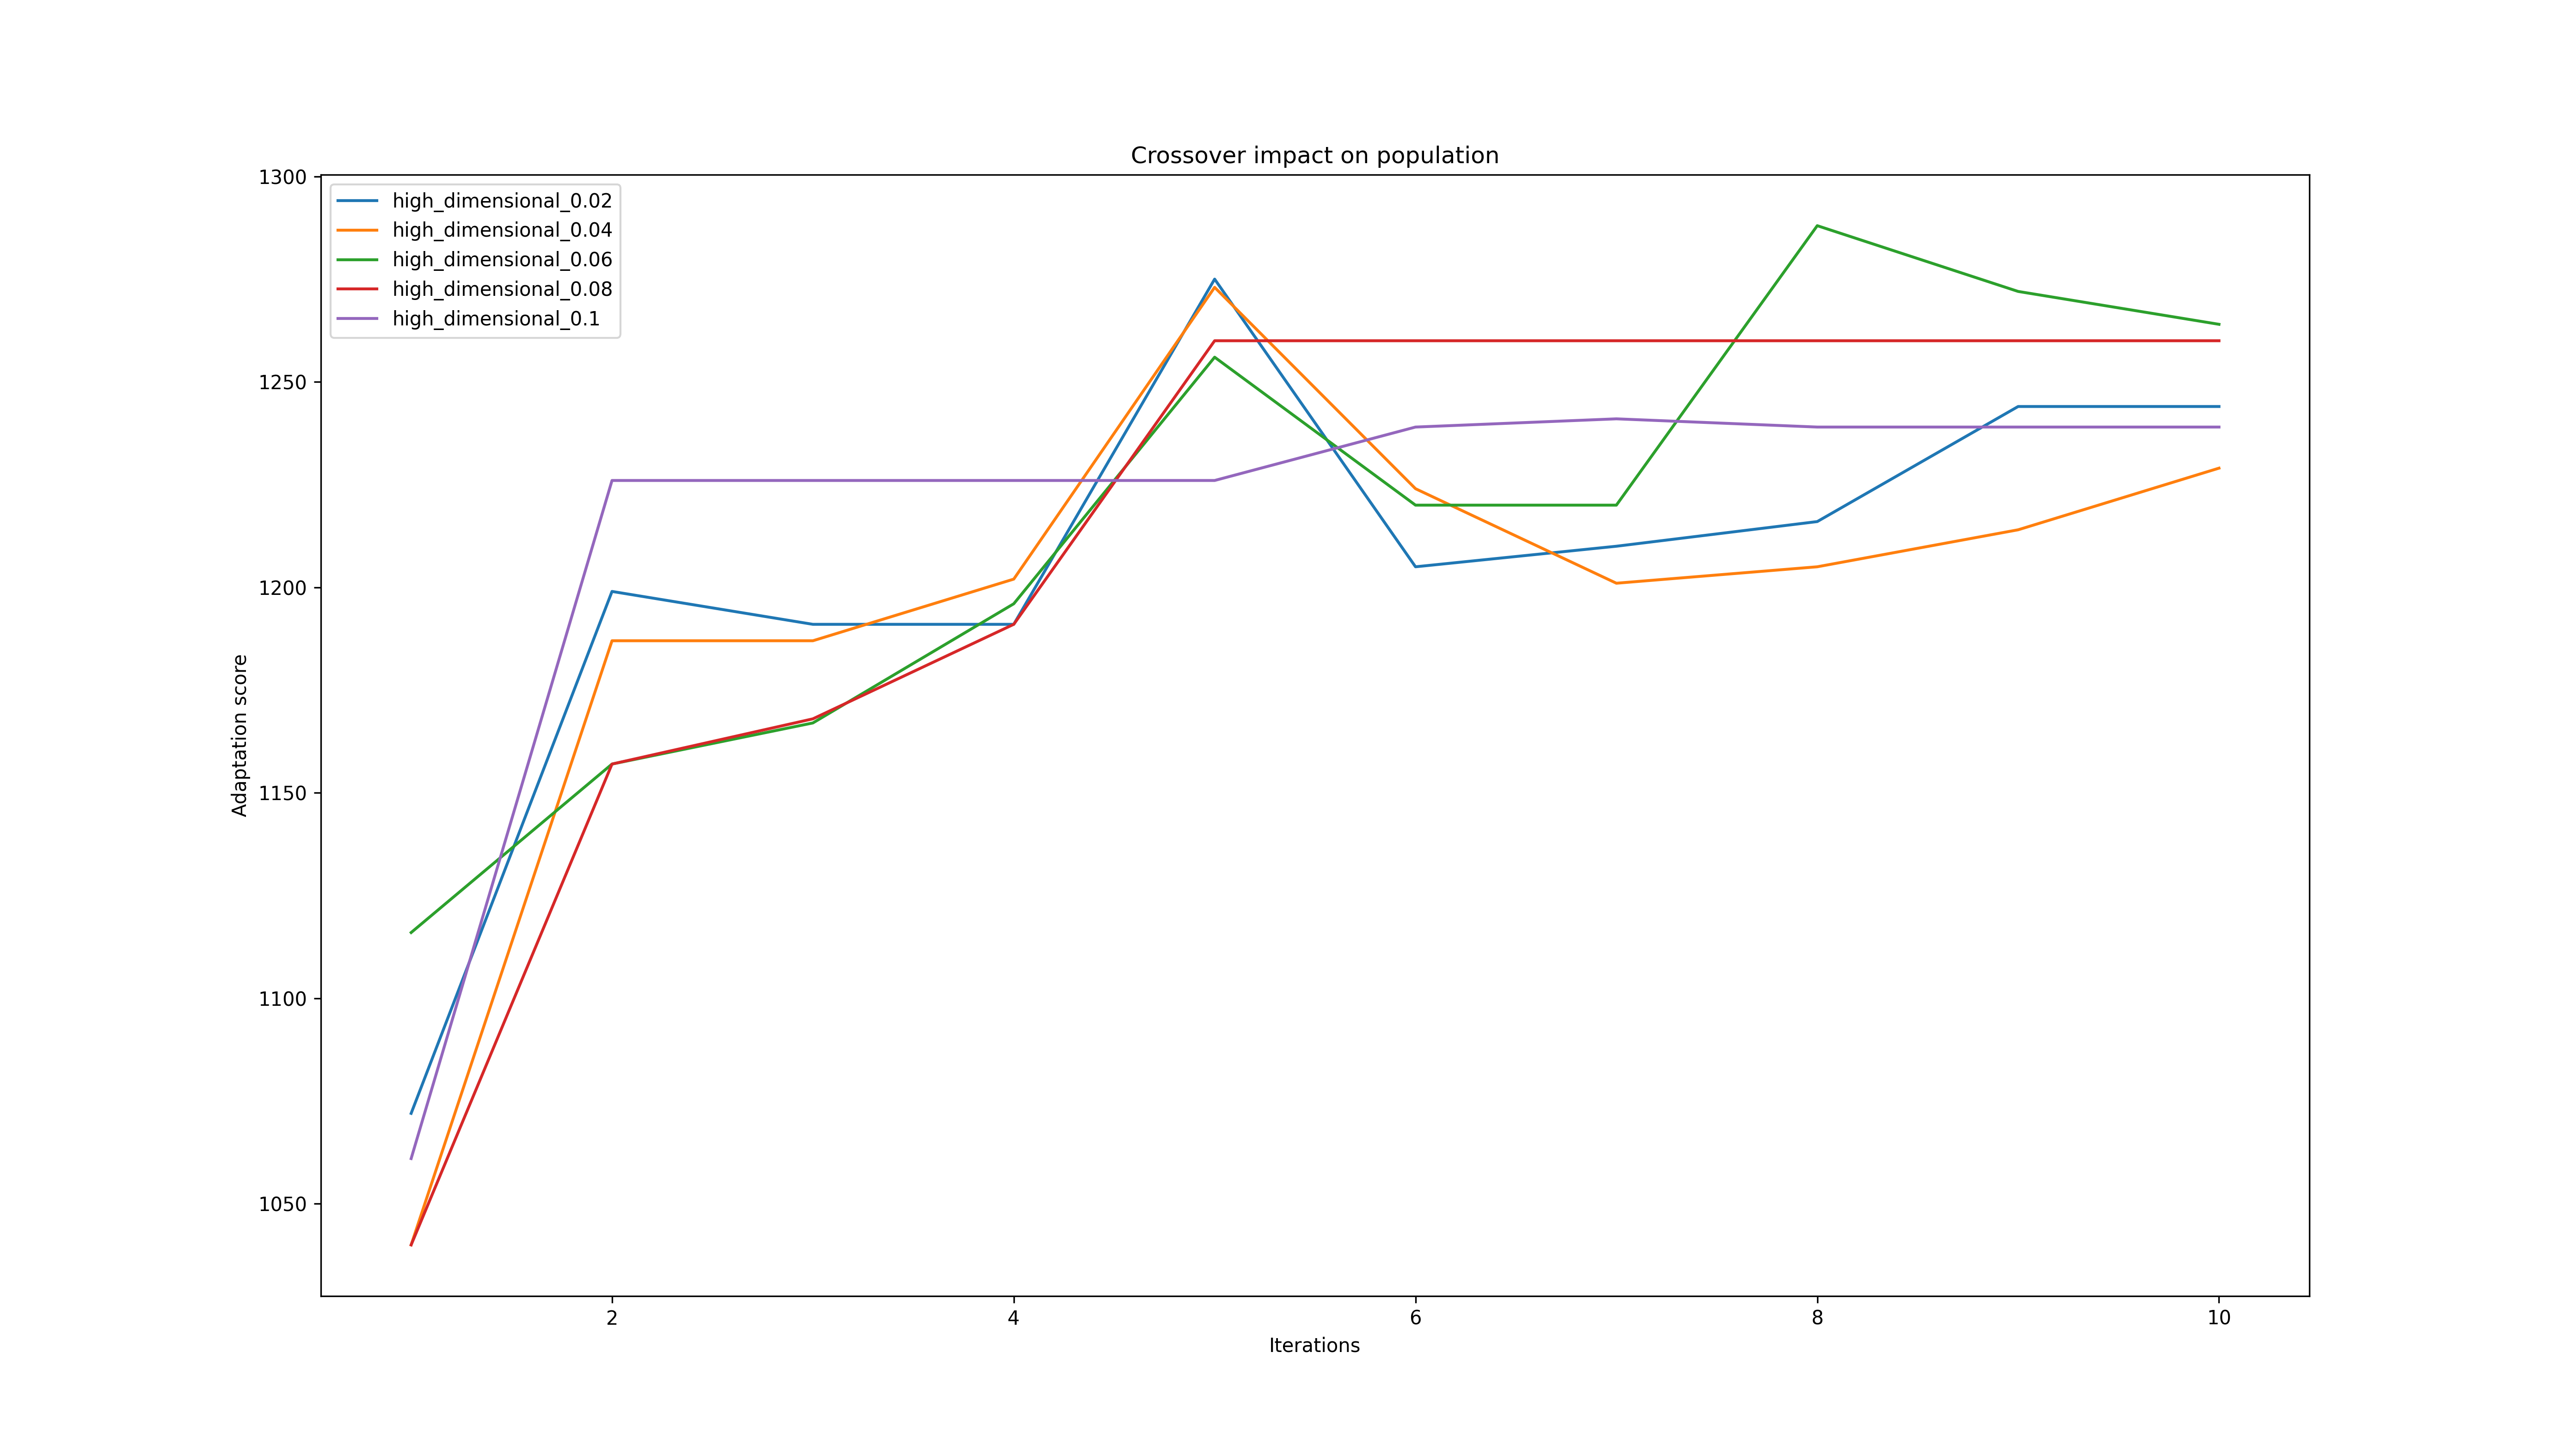 Crossover impact on population
high_dimensional_0.02
high_dimensional_0.04
high_dimensional_0.06
high_dimensional_0.08
high_dimensional_0.1
Adaptation score
1300
1250
1200
1150
1100
1050
2 4 6 8 10
Iterations